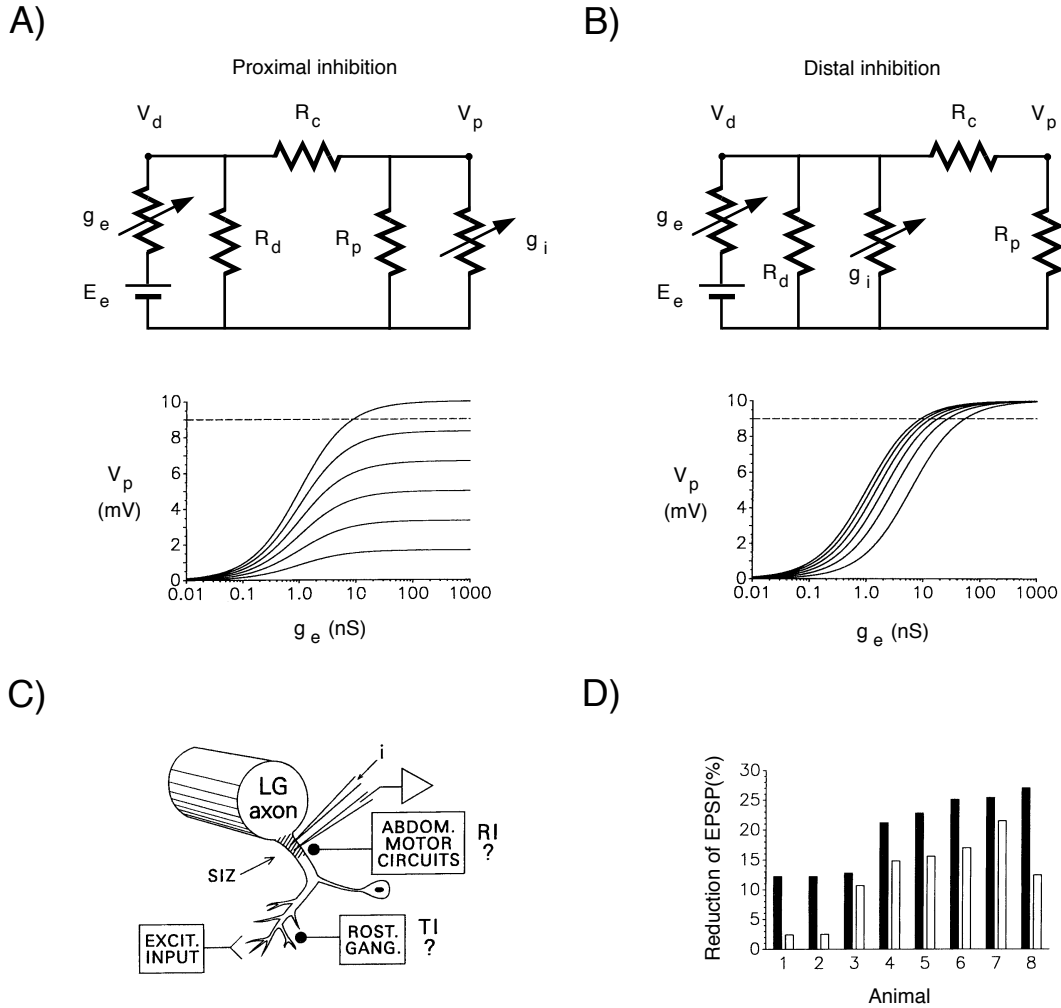 A)
Proximal inhibition
V d
R c
V p
g e
R d
R p
g i
E e
10
8
6
4
2
0
V p
(mV)
0.01 0.1 1.0 10 100 1000
g e (nS)
B)
Distal inhibition
V d
R c
V p
g e
R d
g i
R p
E e
10
8
6
4
2
0
V p
(mV)
0.01 0.1 1.0 10 100 1000
g e (nS)
C)
i
LG
axon
SIZ
ABDOM.
MOTOR
CIRCUITS
RI
?
EXCIT.
INPUT
ROST.
GANG.
TI
?
D)
Reduction of EPSP(%)
30
25
20
15
10
5
0
1 2 3 4 5 6 7 8
Animal